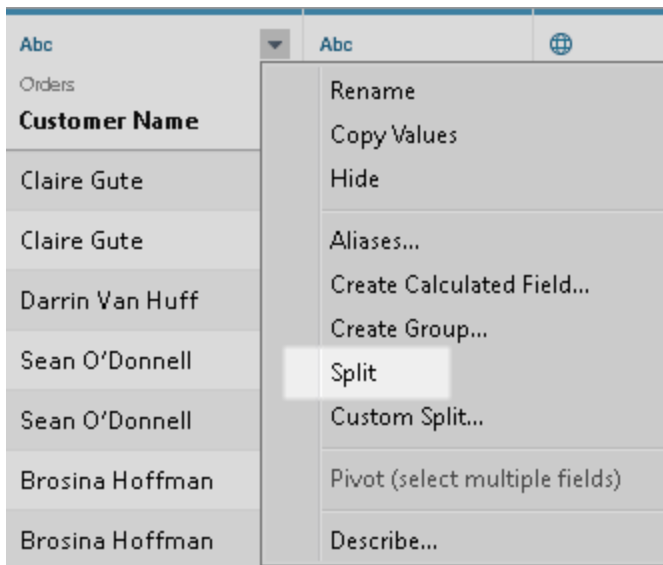 Abc
Abc
Orders
Customer Name
Claire Gute
Claire Gute
Darrin Van Huff
Sean O'Donnell
Sean O'Donnell
Brosina Hoffman
Brosina Hoffman
Rename
Copy Values
Hide
Aliases...
Create Calculated Field...
Create Group...
Split
Custom Split...
Pivot (select multiple fields)
Describe...